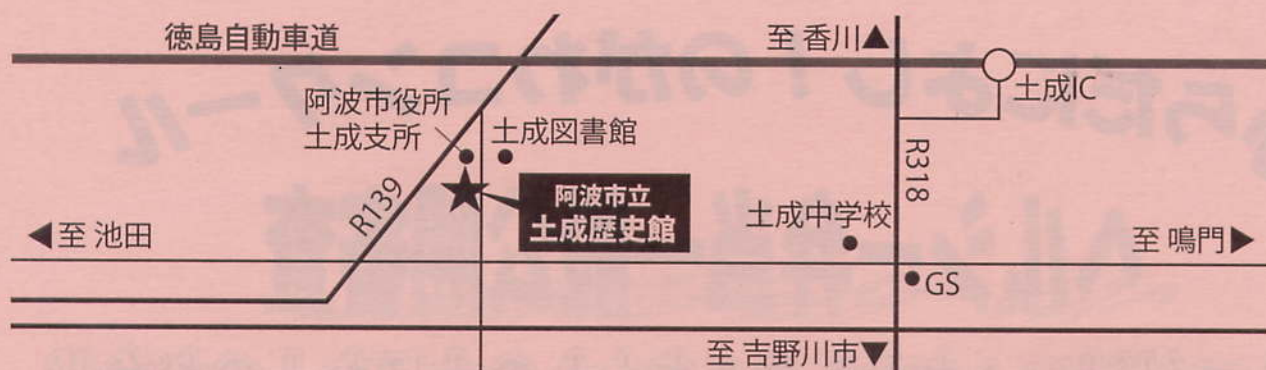 徳島自動車道
至 香川▲
土成IC
阿波市役所
土成支所
土成図書館
R139
R318
阿波市立
土成歴史館
土成中学校
◀至 池田
至 鳴門▶
GS
至 吉野川市▼